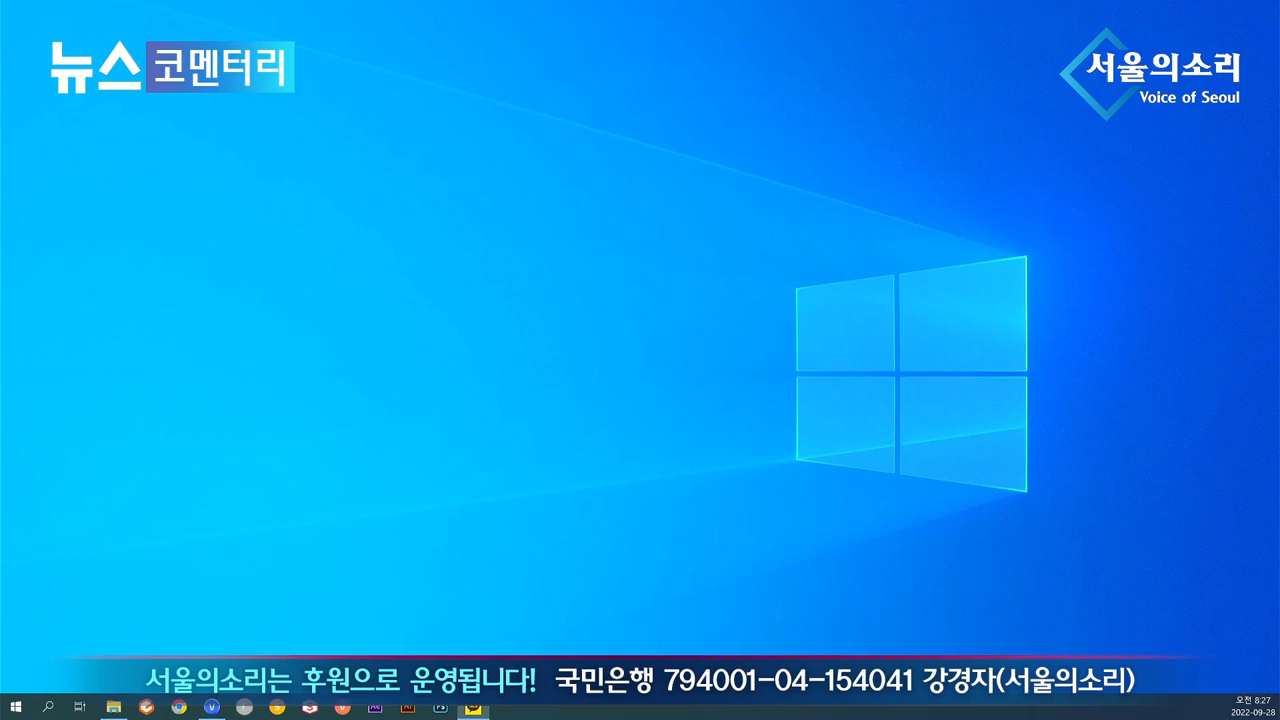 뉴스 코멘터리
서울의소리
Voice of Seoul
서울의소리는 후원으로 운영됩니다! 국민은행 794001-04-154041 강경자(서울의소리)
오전 8:27
2022-09-28